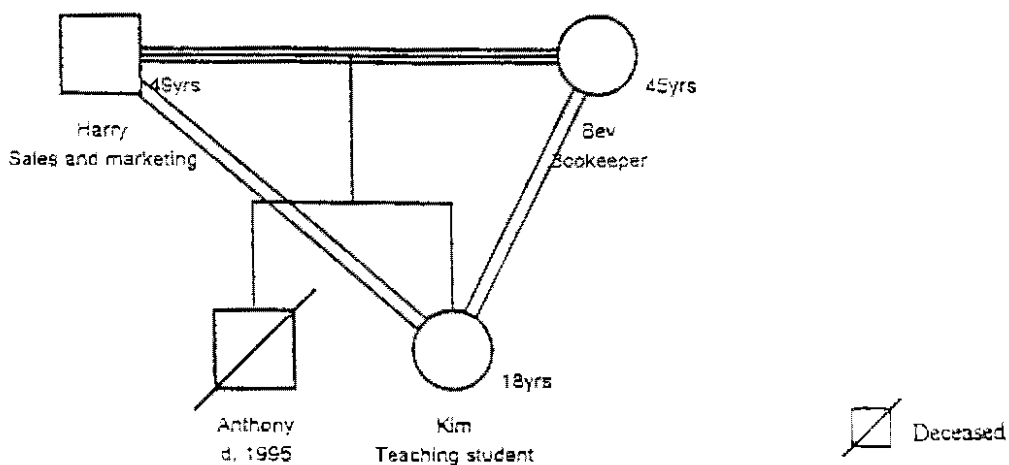 49yrs
45yrs
Harry
Sales and marketing
Bev
Bookeeper
18yrs
Anthony
d. 1995
Kim
Teaching student
Deceased